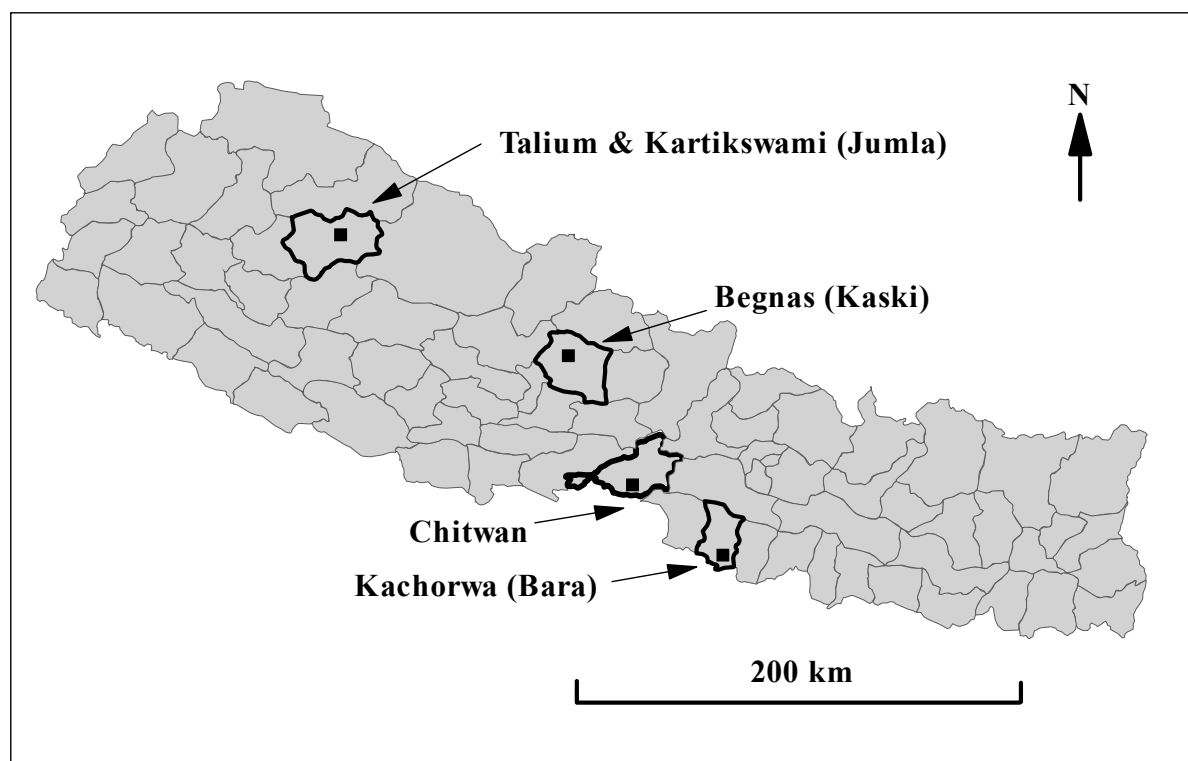 N
Talium & Kartikswami (Jumla)
Begnas (Kaski)
Chitwan
Kachorwa (Bara)
200 km